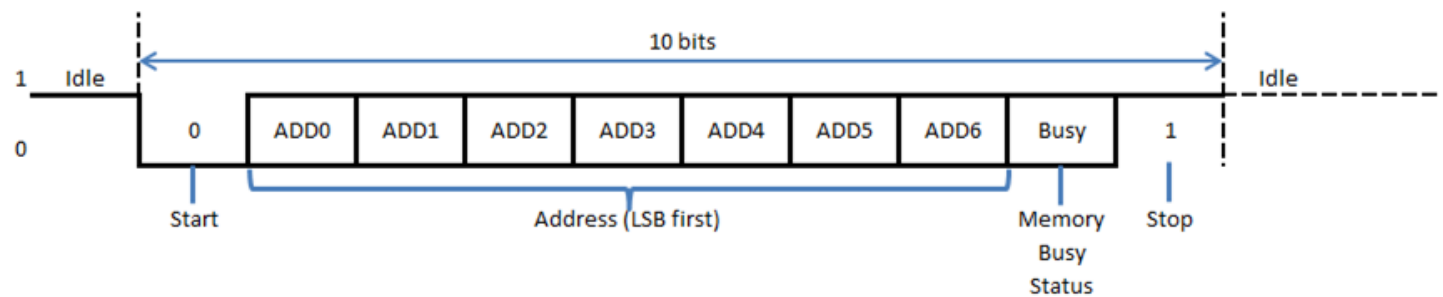 10 bits
1 Idle Idle
0 ADD0 ADD1 ADD2 ADD3 ADD4 ADD5 ADD6 Busy 1
0
Start Address (LSB first) Memory Stop
Busy
Status